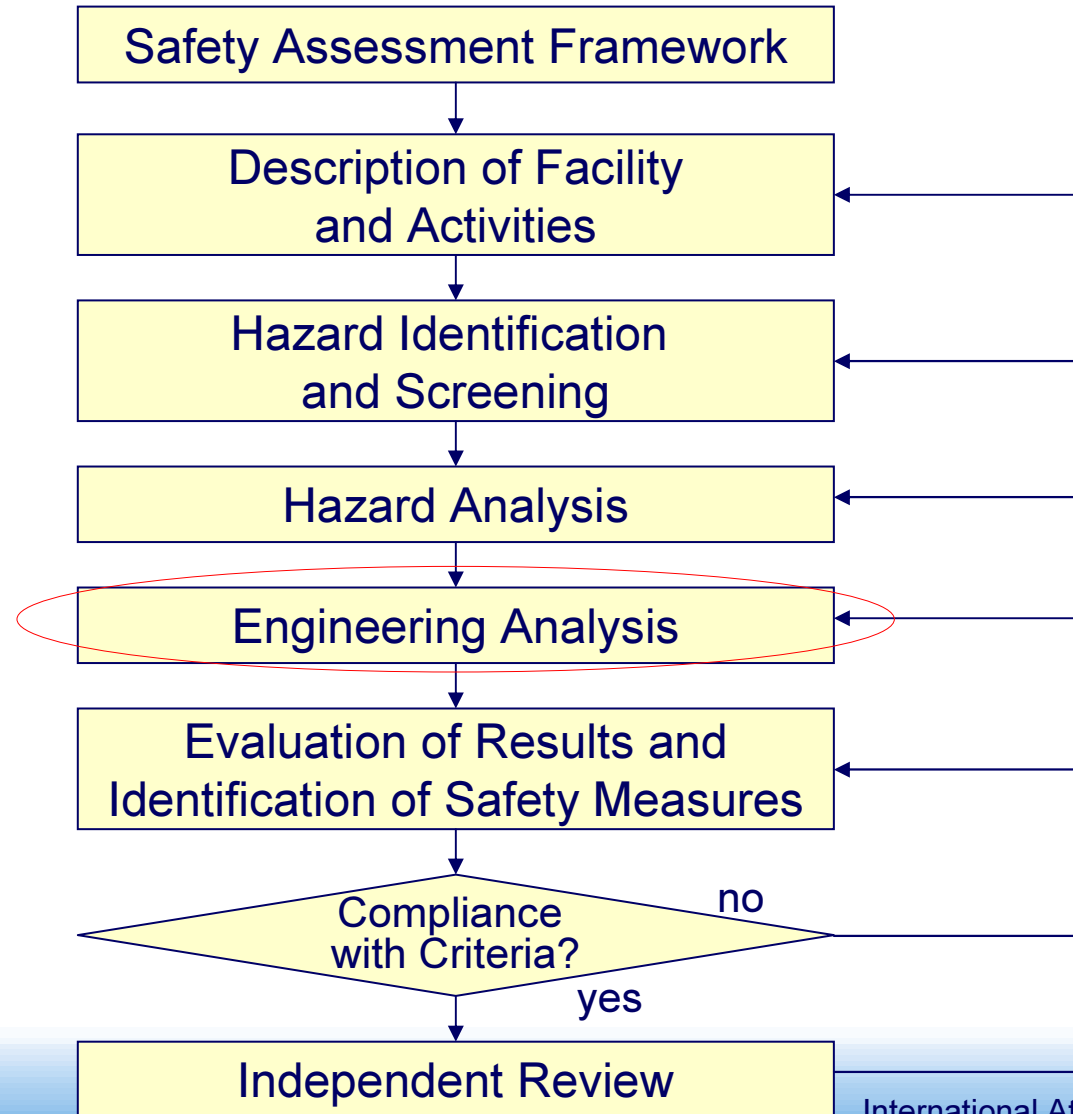 Safety Assessment Framework
Description of Facility
and Activities
Hazard Identification
and Screening
Hazard Analysis
Engineering Analysis
Evaluation of Results and
Identification of Safety Measures
Compliance
with Criteria?
no
yes
Independent Review
International